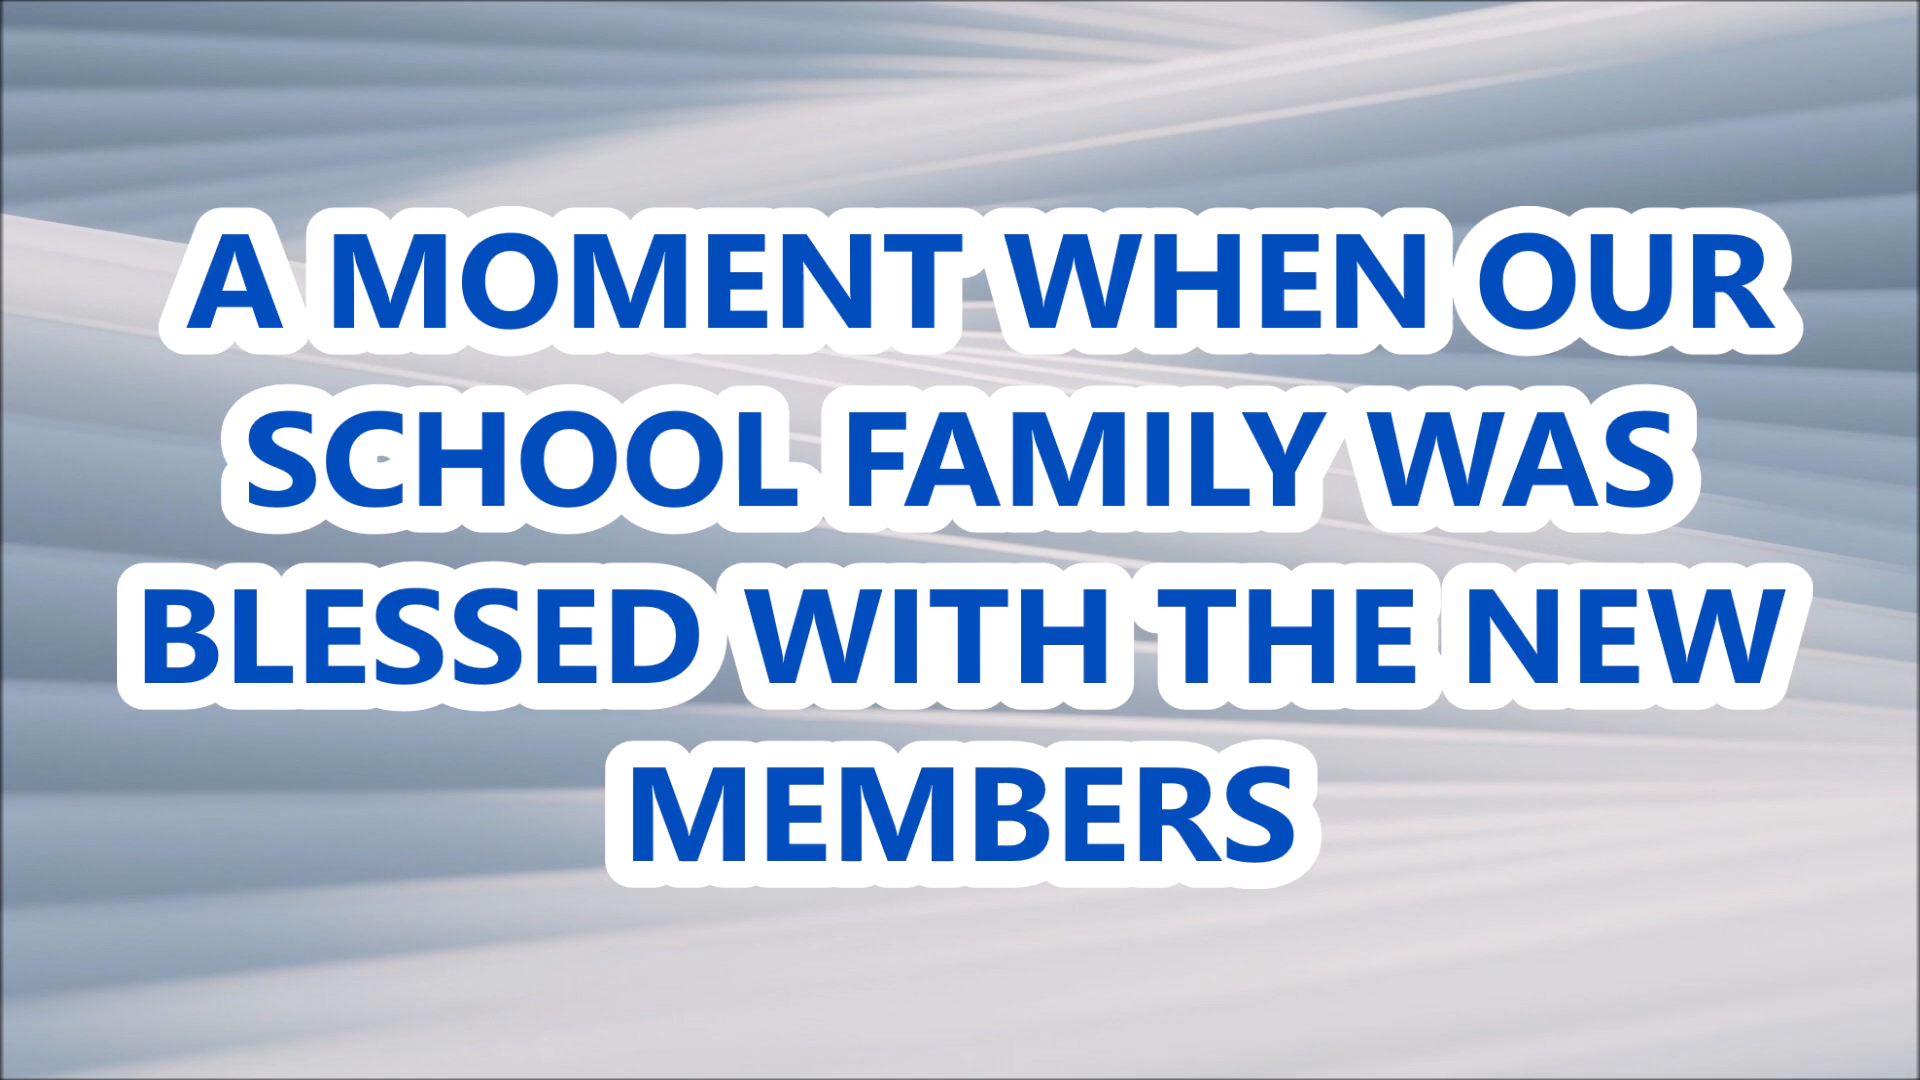 A MOMENT WHEN OUR
SCHOOL FAMILY WAS
BLESSED WITH THE NEW
MEMBERS